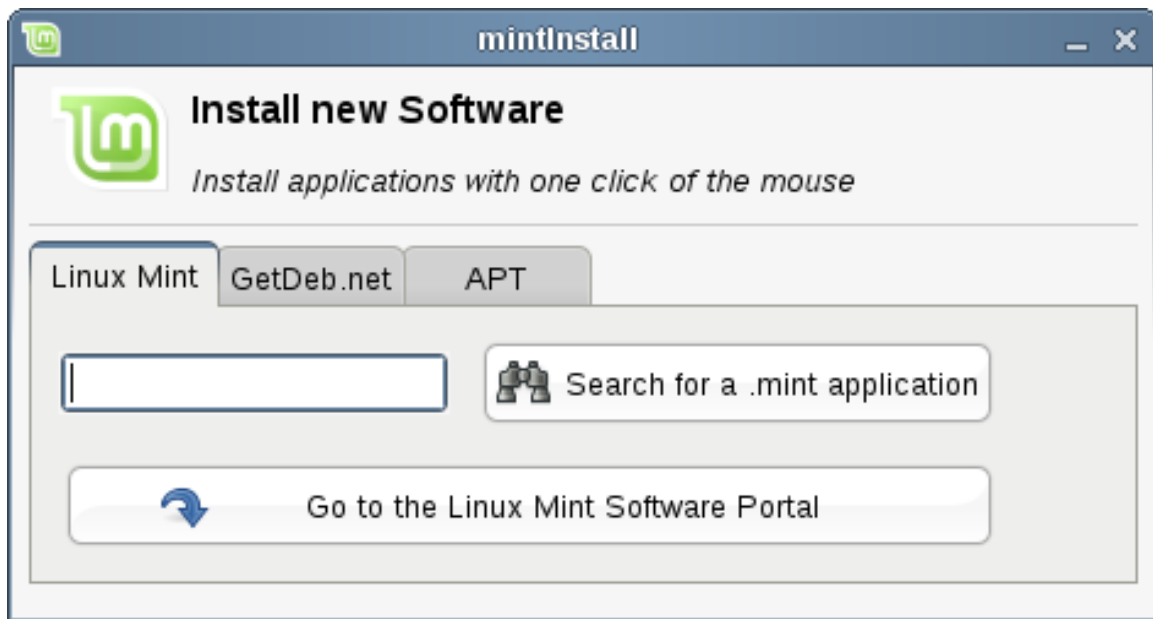 mintInstall
Install new Software
Install applications with one click of the mouse
Linux Mint GetDeb.net APT
Search for a .mint application
Go to the Linux Mint Software Portal